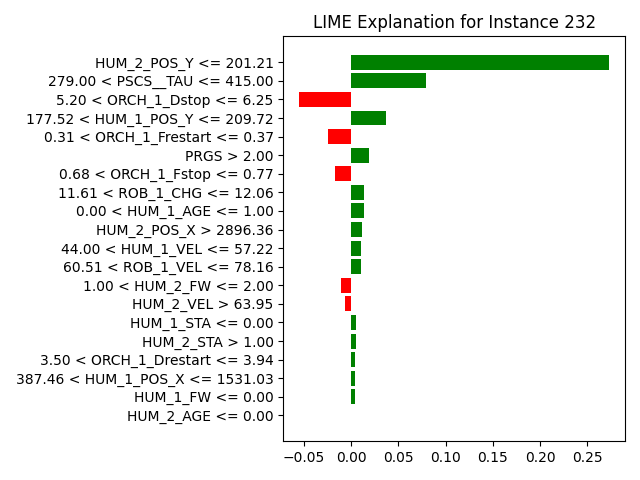 LIME Explanation for Instance 232
HUM_2_POS_Y <= 201.21
279.00 < PSCS__TAU <= 415.00
5.20 < ORCH_1_Dstop <= 6.25
177.52 < HUM_1_POS_Y <= 209.72
0.31 < ORCH_1_Frestart <= 0.37
PRGS > 2.00
0.68 < ORCH_1_Fstop <= 0.77
11.61 < ROB_1_CHG <= 12.06
0.00 < HUM_1_AGE <= 1.00
HUM_2_POS_X > 2896.36
44.00 < HUM_1_VEL <= 57.22
60.51 < ROB_1_VEL <= 78.16
1.00 < HUM_2_FW <= 2.00
HUM_2_VEL > 63.95
HUM_1_STA <= 0.00
HUM_2_STA > 1.00
3.50 < ORCH_1_Drestart <= 3.94
387.46 < HUM_1_POS_X <= 1531.03
HUM_1_FW <= 0.00
HUM_2_AGE <= 0.00
−0.05 0.00 0.05 0.10 0.15 0.20 0.25